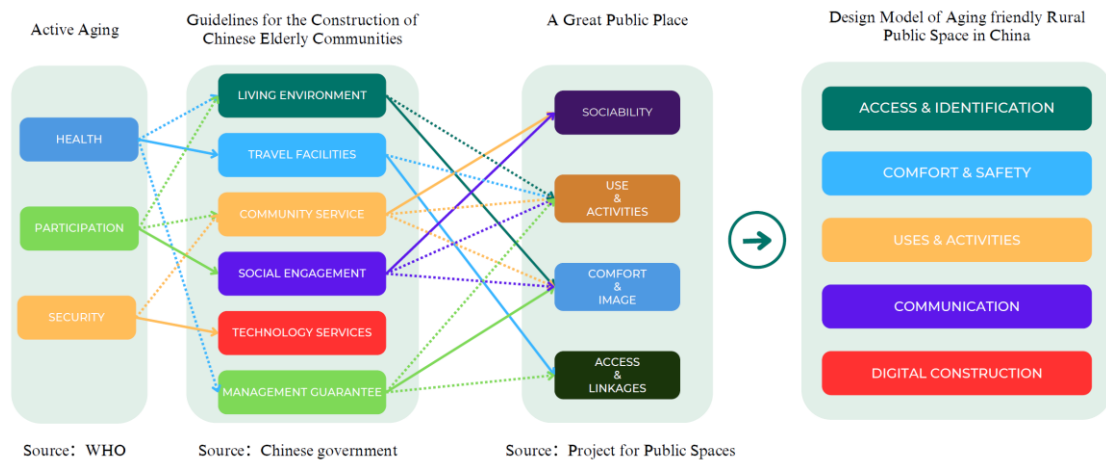 Active Aging
Guidelines for the Construction of
Chinese Elderly Communities
A Great Public Place
Design Model of Aging friendly Rural
Public Space in China
HEALTH
PARTICIPATION
SECURITY
LIVING ENVIRONMENT
TRAVEL FACILITIES
COMMUNITY SERVICE
SOCIAL ENGAGEMENT
TECHNOLOGY SERVICES
MANAGEMENT GUARANTEE
SOCIABILITY
USE
&
ACTIVITIES
COMFORT
&
IMAGE
ACCESS
&
LINKAGES
ACCESS & IDENTIFICATION
COMFORT & SAFETY
USES & ACTIVITIES
COMMUNICATION
DIGITAL CONSTRUCTION
Source：WHO
Source：Chinese government
Source：Project for Public Spaces